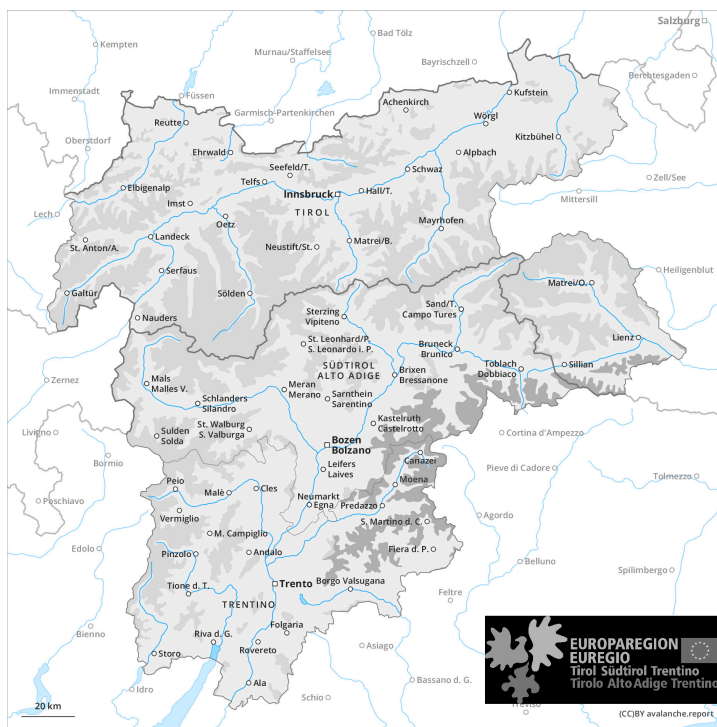 Salzburg
Kempten
Bad Tölz
Murnau/Staffelsee
Bayrischzell
Berchtesgaden
Immenstadt
Füssen
Garmisch-Partenkirchen
Achenkirch
Kufstein
Reutte
Wörgl
Oberstdorf
Ehrwald
Kitzbühel
Alpbach
Seefeld/T.
Schwaz
Telfs
Zell/See
Elbigenalp
Innsbruck
Hall/T.
Mittersill
Imst
TIROL
Lech
Oetz
Mayrhofen
St. Anton/A.
Landeck
Neustift/St.
Matrei/B.
Serfaus
Heiligenblut
Matrei/O.
Galtür
Sölden
Sand/T.
Campo Tures
Nauders
Sterzing
Vipiteno
Lienz
St. Leonhard/P.
S. Leonardo i. P.
Bruneck
Brunico
Toblach
Dobbiaco
Sillian
SÜDTIROL
ALTO ADIGE
Brixen
Bressanone
Zernez
Mals
Malles V.
Meran
Merano
Schlanders
Silandro
Sarnthein
Sarentino
St. Walburg
S. Valburga
Kastelruth
Castelrotto
Livigno
Sulden
Solda
Bozen
Bolzano
Cortina d'Ampezzo
Canazei
Bormio
Leifers
Laives
Pieve di Cadore
Tolmezzo
Moena
Peio
Malè
Cles
Neumarkt
Egna
Predazzo
Poschiavo
Vermiglio
S. Martino d. C.
Agordo
M. Campiglio
Edolo
Pinzolo
Andalo
Fiera d. P.
Belluno
Spilimbergo
Tione d. T.
Trento
Borgo Valsugana
Feltre
TRENTINO
Bienno
Folgaria
Riva d. G.
Rovereto
Asiago
Storo
Ala
Idro
Schio
Bassano d. G.
Treviso
20 km
EUROPAREGION
EUREGIO
Tirol Südtirol Trentino
Tirolo AltoAdige Trentino
(CC)BY avalanche.report